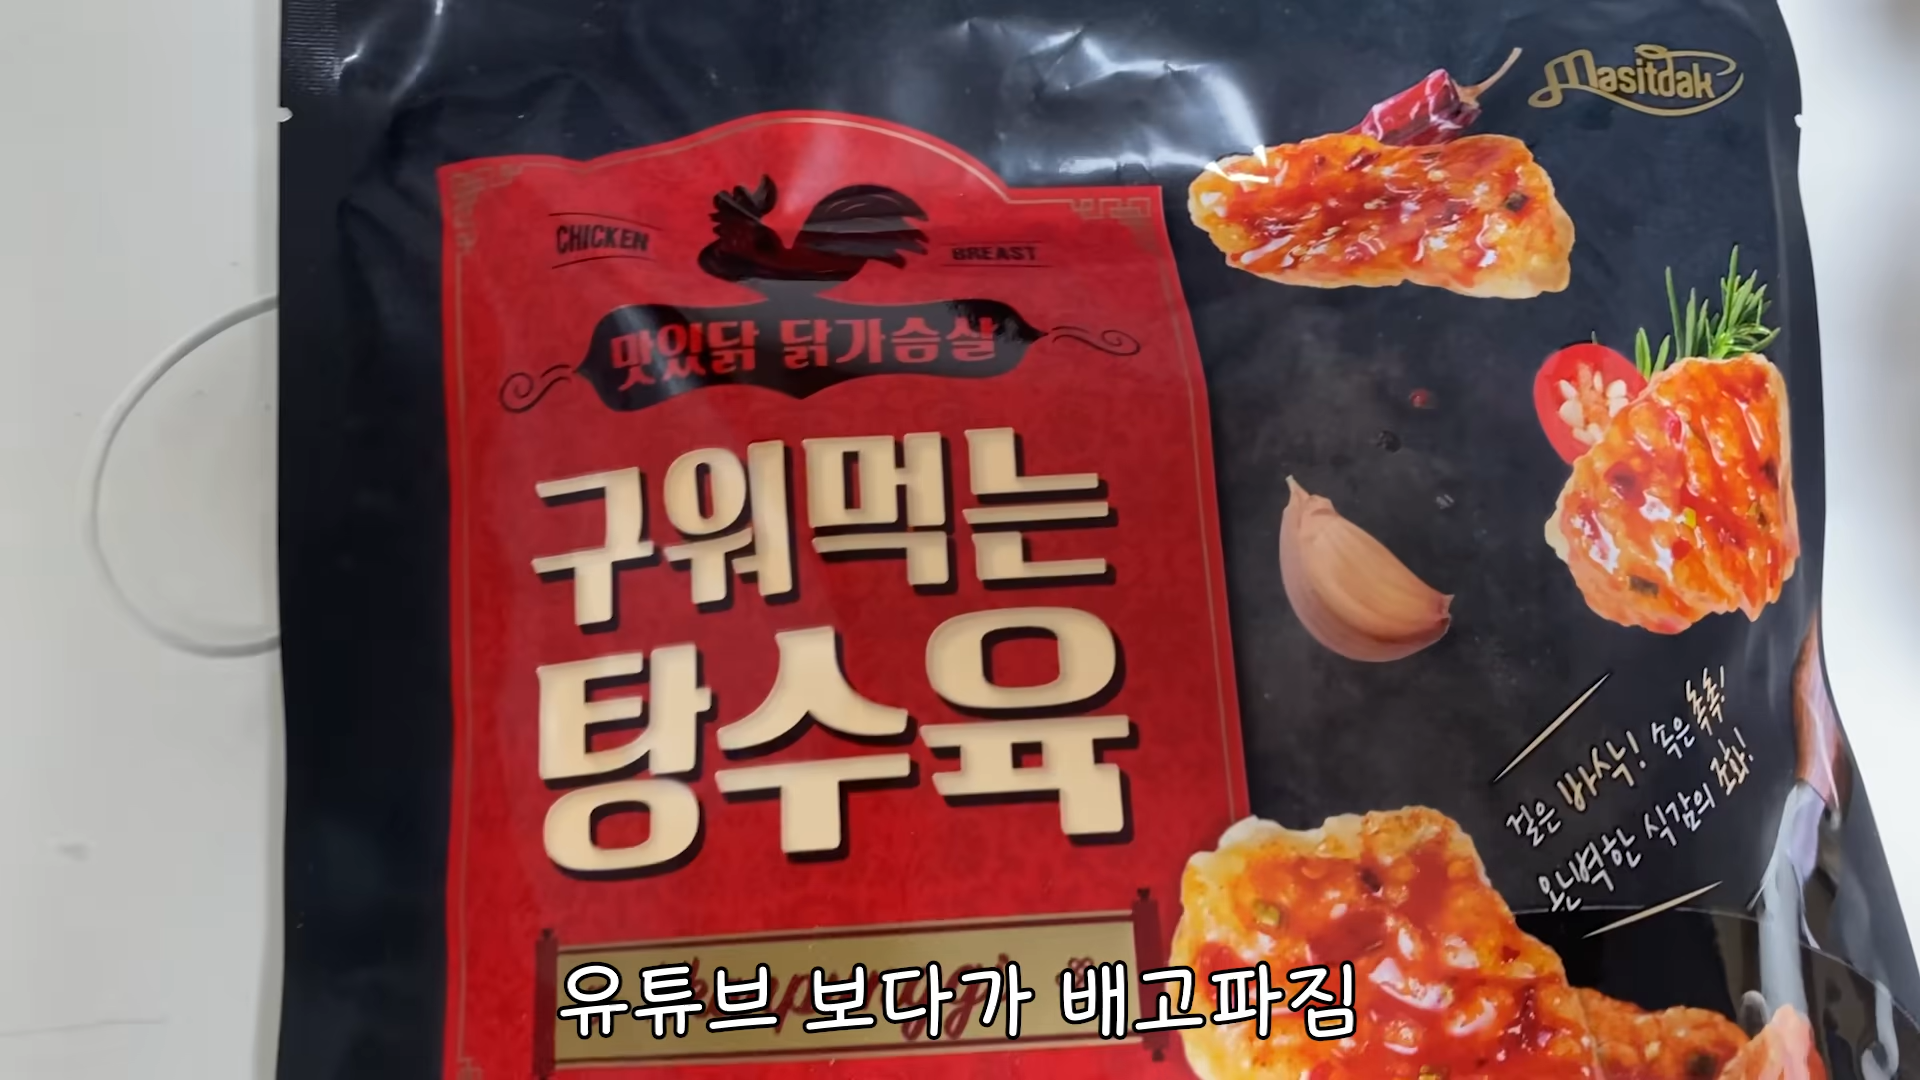 Masitdak
CHICKEN
BREAST
맛있닭 닭가슴살
구워먹는
탕수육
겉은 바삭! 속은 촉촉!
완벽한 식감의 조화!
유튜브 보다가 배고파짐